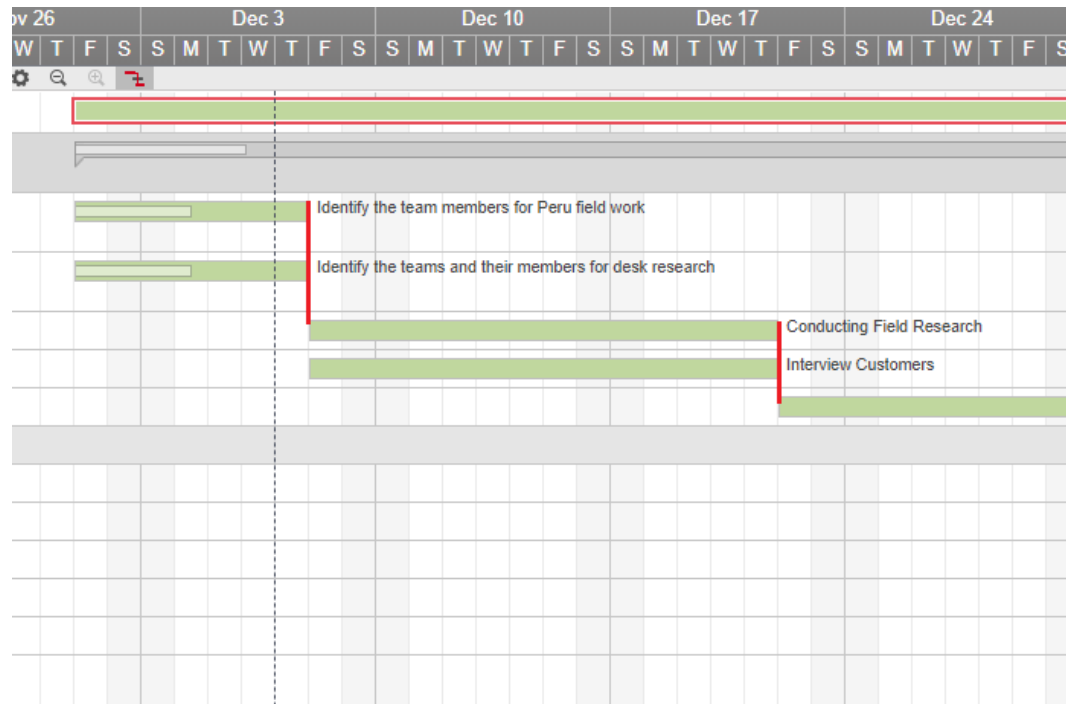 ov 26 Dec 3 Dec 10 Dec 17 Dec 24
W T F S S M T W T F S S M T W T F S S M T W T F S S M T W T F S
Identify the team members for Peru field work
Identify the teams and their members for desk research
Conducting Field Research
Interview Customers